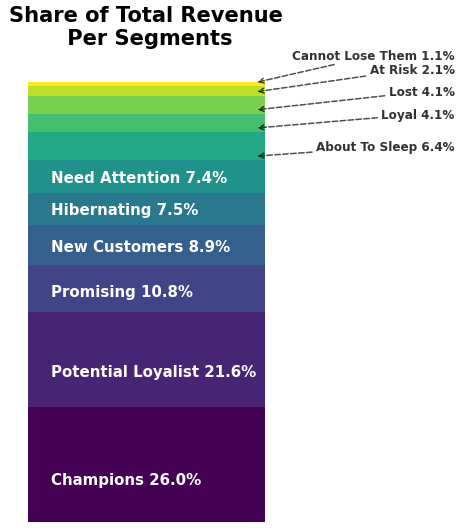 Share of Total Revenue
Per Segments
Cannot Lose Them 1.1%
At Risk 2.1%
Lost 4.1%
Loyal 4.1%
About To Sleep 6.4%
Need Attention 7.4%
Hibernating 7.5%
New Customers 8.9%
Promising 10.8%
Potential Loyalist 21.6%
Champions 26.0%